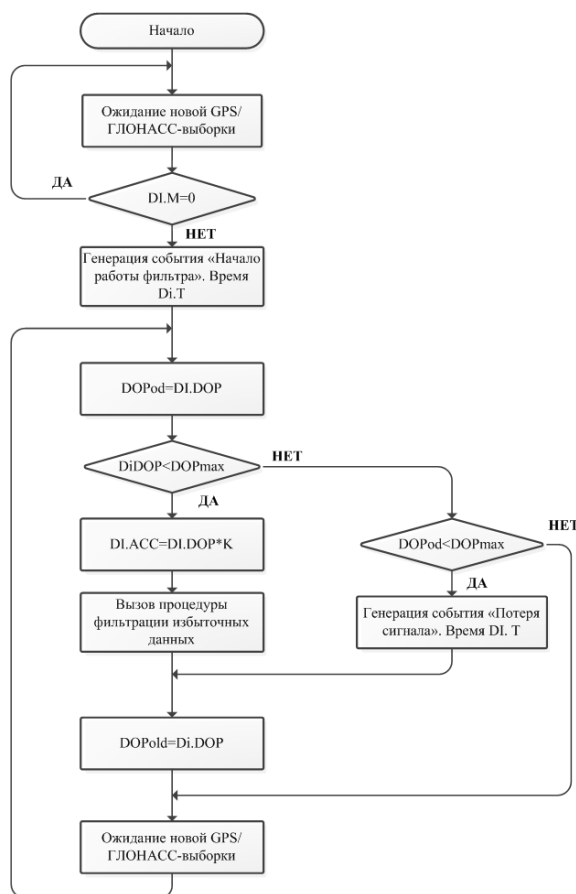 Начало
Ожидание новой GPS/
ГЛОНАСС-выборки
ДА
DI.M=0
НЕТ
Генерация события «Начало
работы фильтра». Время
Di.T
DOPod=DI.DOP
DiDOP<DOPmax
НЕТ
ДА
DI.ACC=DI.DOP*K
DOPod<DOPmax
НЕТ
ДА
Вызов процедуры
фильтрации избыточных
данных
Генерация события «Потеря
сигнала». Время DI. T
DOPold=Di.DOP
Ожидание новой GPS/
ГЛОНАСС-выборки